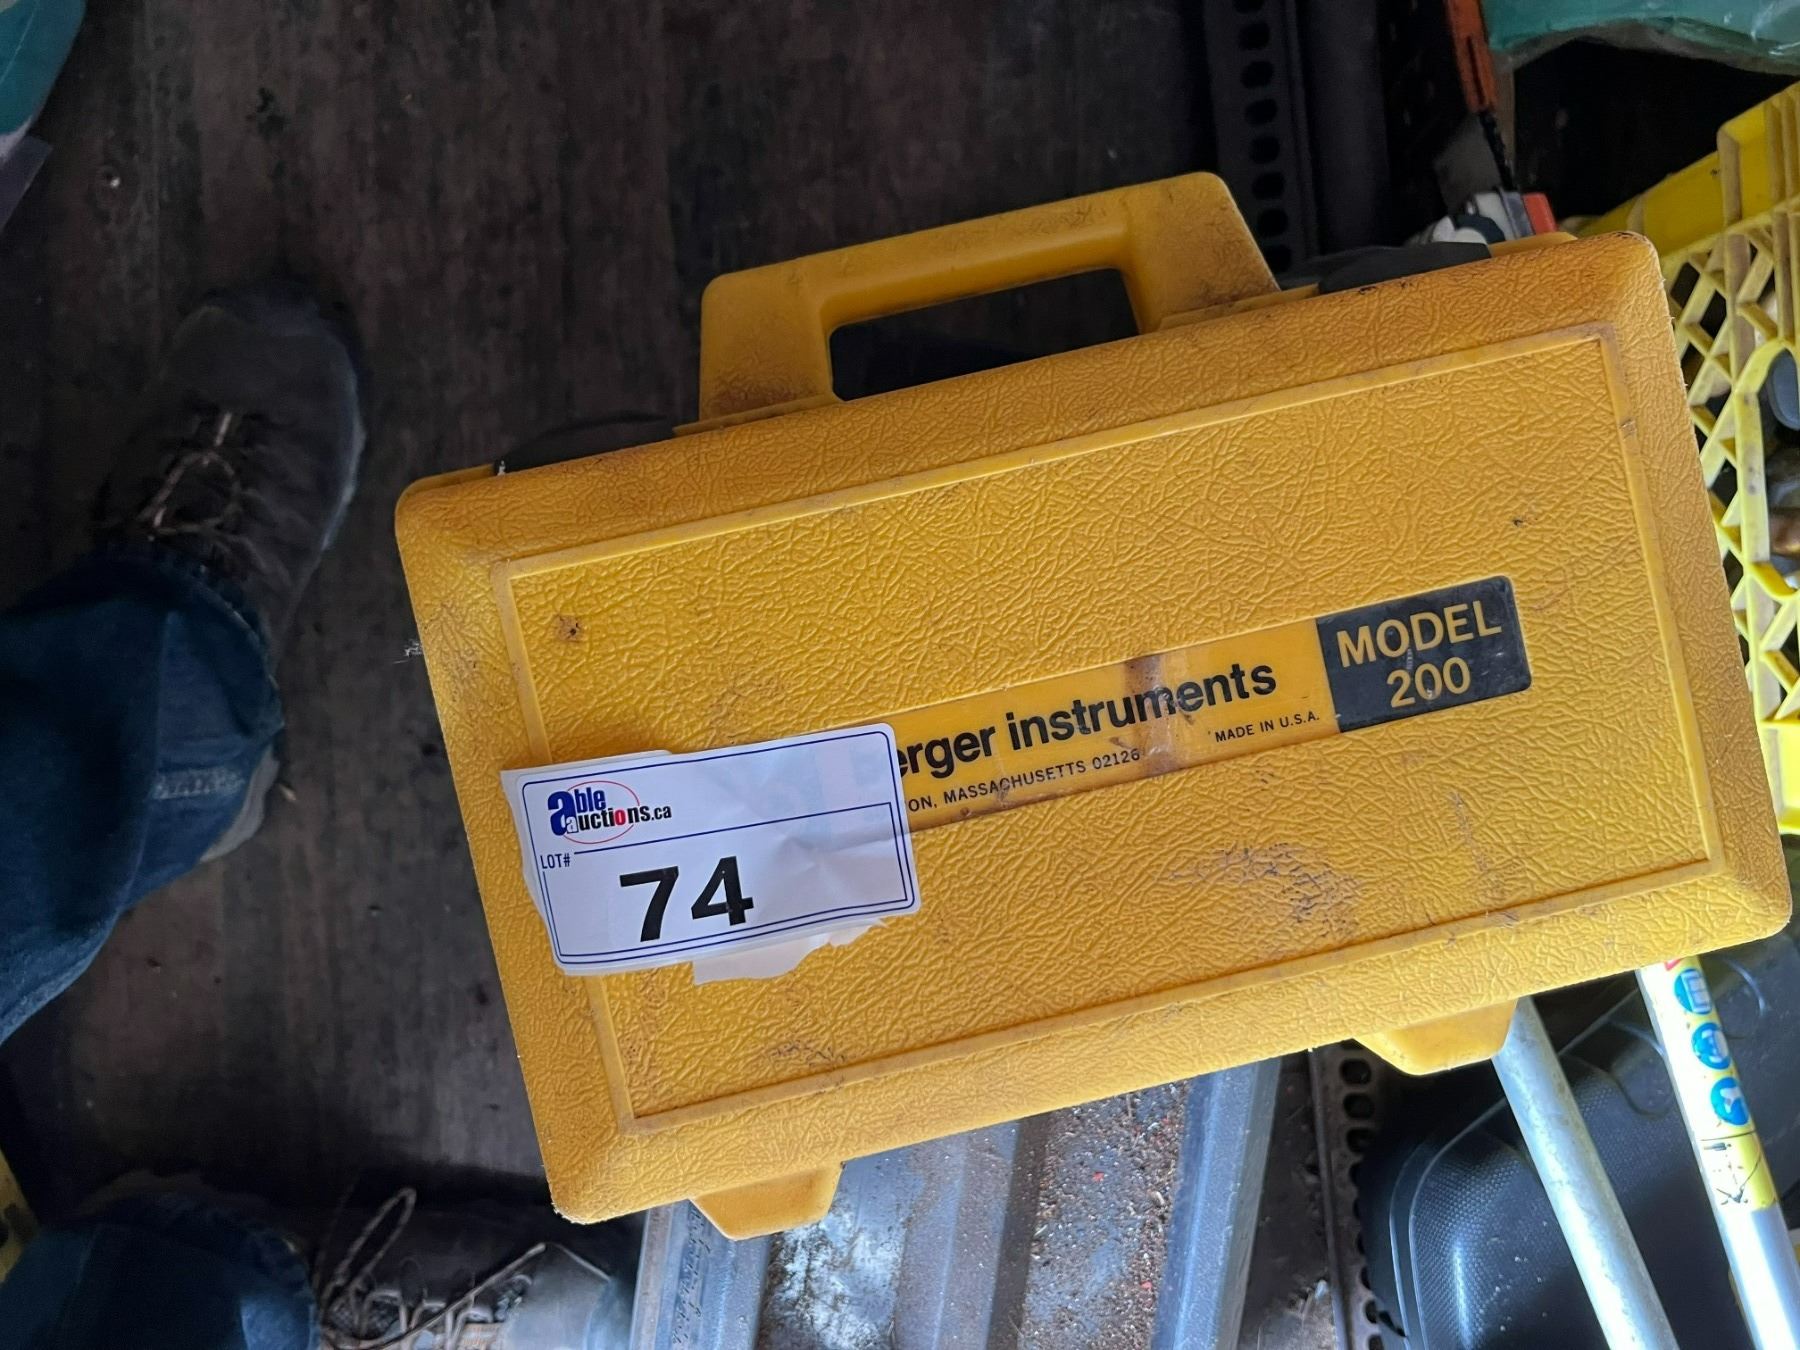 able
auctions.ca
LOT#
74
erger instruments
ON, MASSACHUSETTS 02126
MADE IN U.S.A.
MODEL
200